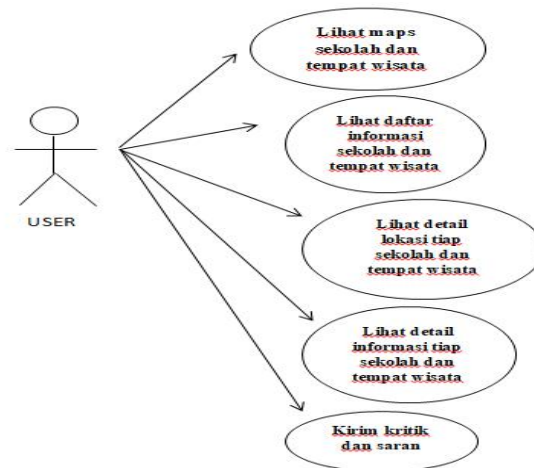 Lihat maps
sekolah dan
tempat wisata
Lihat daftar
informasi
sekolah dan
tempat wisata
USER
Lihat detail
lokasi tiap
sekolah dan
tempat wisata
Lihat detail
informasi tiap
sekolah dan
tempat wisata
Kirim kritik
dan saran